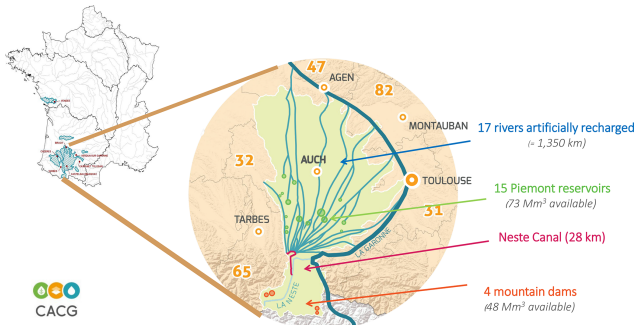 47
AGEN
82
MONTAUBAN
17 rivers artificially recharged
(≈ 1,350 km)
32
AUCH
TOULOUSE
15 Piemont reservoirs
(73 Mm³ available)
31
TARBES
LA GARONNE
Neste Canal (28 km)
65
LA NESTE
4 mountain dams
(48 Mm³ available)
CACG